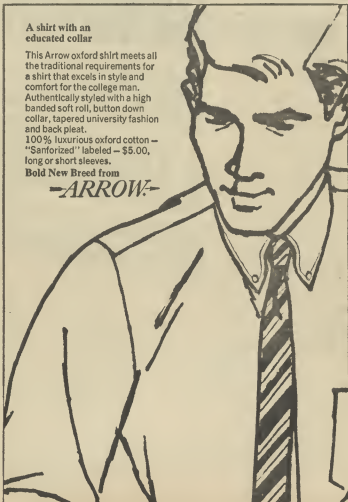 A shirt with an
educated collar
This Arrow oxford shirt meets all
the traditional requirements for
a shirt that excels in style and
comfort for the college man.
Authentically styled with a high
banded soft roll, button down
collar, tapered university fashion
and back pleat.
100% luxurious oxford cotton —
"Sanforized" labeled — $5.00,
long or short sleeves.
Bold New Breed from
-ARROW-